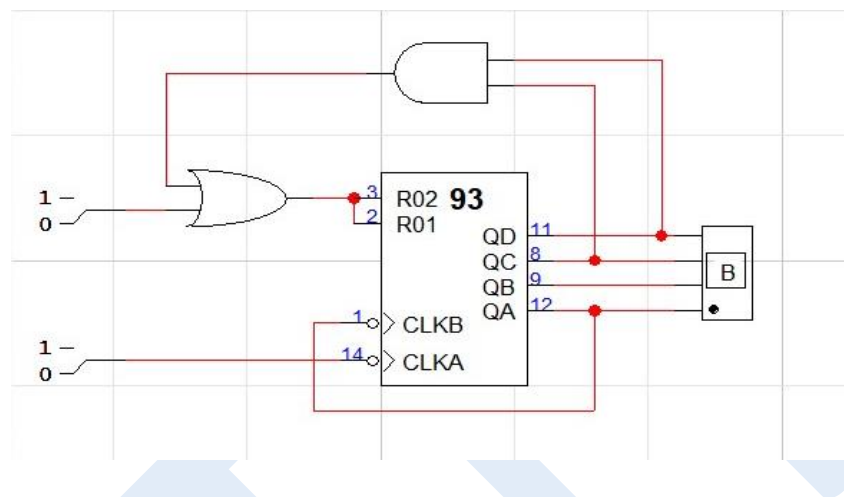 1
0
3 R02 93
2 R01
QD 11
QC 8
QB 9
QA 12
B
1 CLKB
14 CLKA
1
0